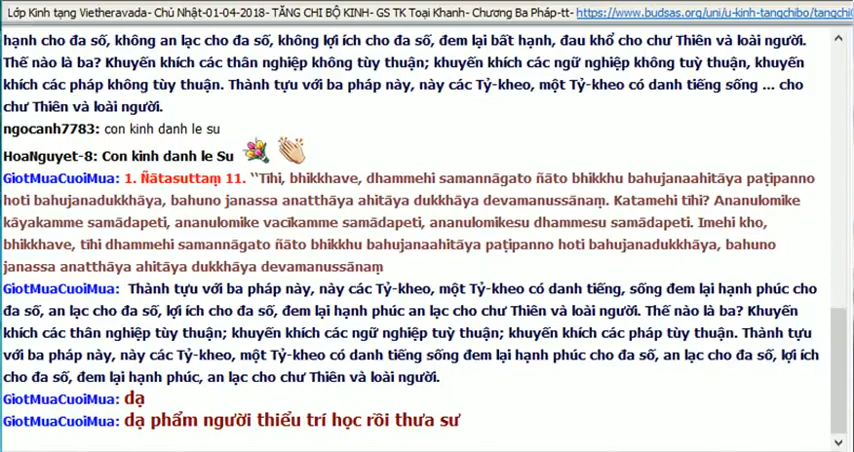 Lớp Kinh tạng Vietheravada- Chủ Nhật-01-04-2018- TĂNG CHI BỘ KINH- GS TK Toại Khanh- Chương Ba Pháp-tt- https://www.budsas.org/uni/u-kinh-tangchibo/tangchi0
hạnh cho đa số, không an lạc cho đa số, không lợi ích cho đa số, đem lại bất hạnh, đau khổ cho chư Thiên và loài người.
Thế nào là ba? Khuyến khích các thân nghiệp không tùy thuận; khuyến khích các ngữ nghiệp không tuỳ thuận, khuyến
khích các pháp không tùy thuận. Thành tựu với ba pháp này, này các Tỷ-kheo, một Tỷ-kheo có danh tiếng sống ... cho
chư Thiên và loài người.
ngocanh7783: con kinh danh le su
HoaNguyet-8: Con kinh danh le Su
GiotMuaCuoiMua: 1. Ñātasuttaṃ 11. ‘‘Tīhi, bhikkhave, dhammehi samannāgato ñāto bhikkhu bahujanaahitāya paṭipanno
hoti bahujanadukkhāya, bahuno janassa anatthāya ahitāya dukkhāya devamanussānaṃ. Katamehi tīhi? Ananulomike
kāyakamme samādapeti, ananulomike vacīkamme samādapeti, ananulomikesu dhammesu samādapeti. Imehi kho,
bhikkhave, tīhi dhammehi samannāgato ñāto bhikkhu bahujanaahitāya paṭipanno hoti bahujanadukkhāya, bahuno
janassa anatthāya ahitāya dukkhāya devamanussānaṃ
GiotMuaCuoiMua: Thành tựu với ba pháp này, này các Tỷ-kheo, một Tỷ-kheo có danh tiếng, sống đem lại hạnh phúc cho
đa số, an lạc cho đa số, lợi ích cho đa số, đem lại hạnh phúc an lạc cho chư Thiên và loài người. Thế nào là ba? Khuyến
khích các thân nghiệp tùy thuận; khuyến khích các ngữ nghiệp tuỳ thuận; khuyến khích các pháp tùy thuận. Thành tựu
với ba pháp này, này các Tỷ-kheo, một Tỷ-kheo có danh tiếng sống đem lại hạnh phúc cho đa số, an lạc cho đa số, lợi ích
cho đa số, đem lại hạnh phúc, an lạc cho chư Thiên và loài người.
GiotMuaCuoiMua: dạ
GiotMuaCuoiMua: dạ phẩm người thiểu trí học rồi thưa sư